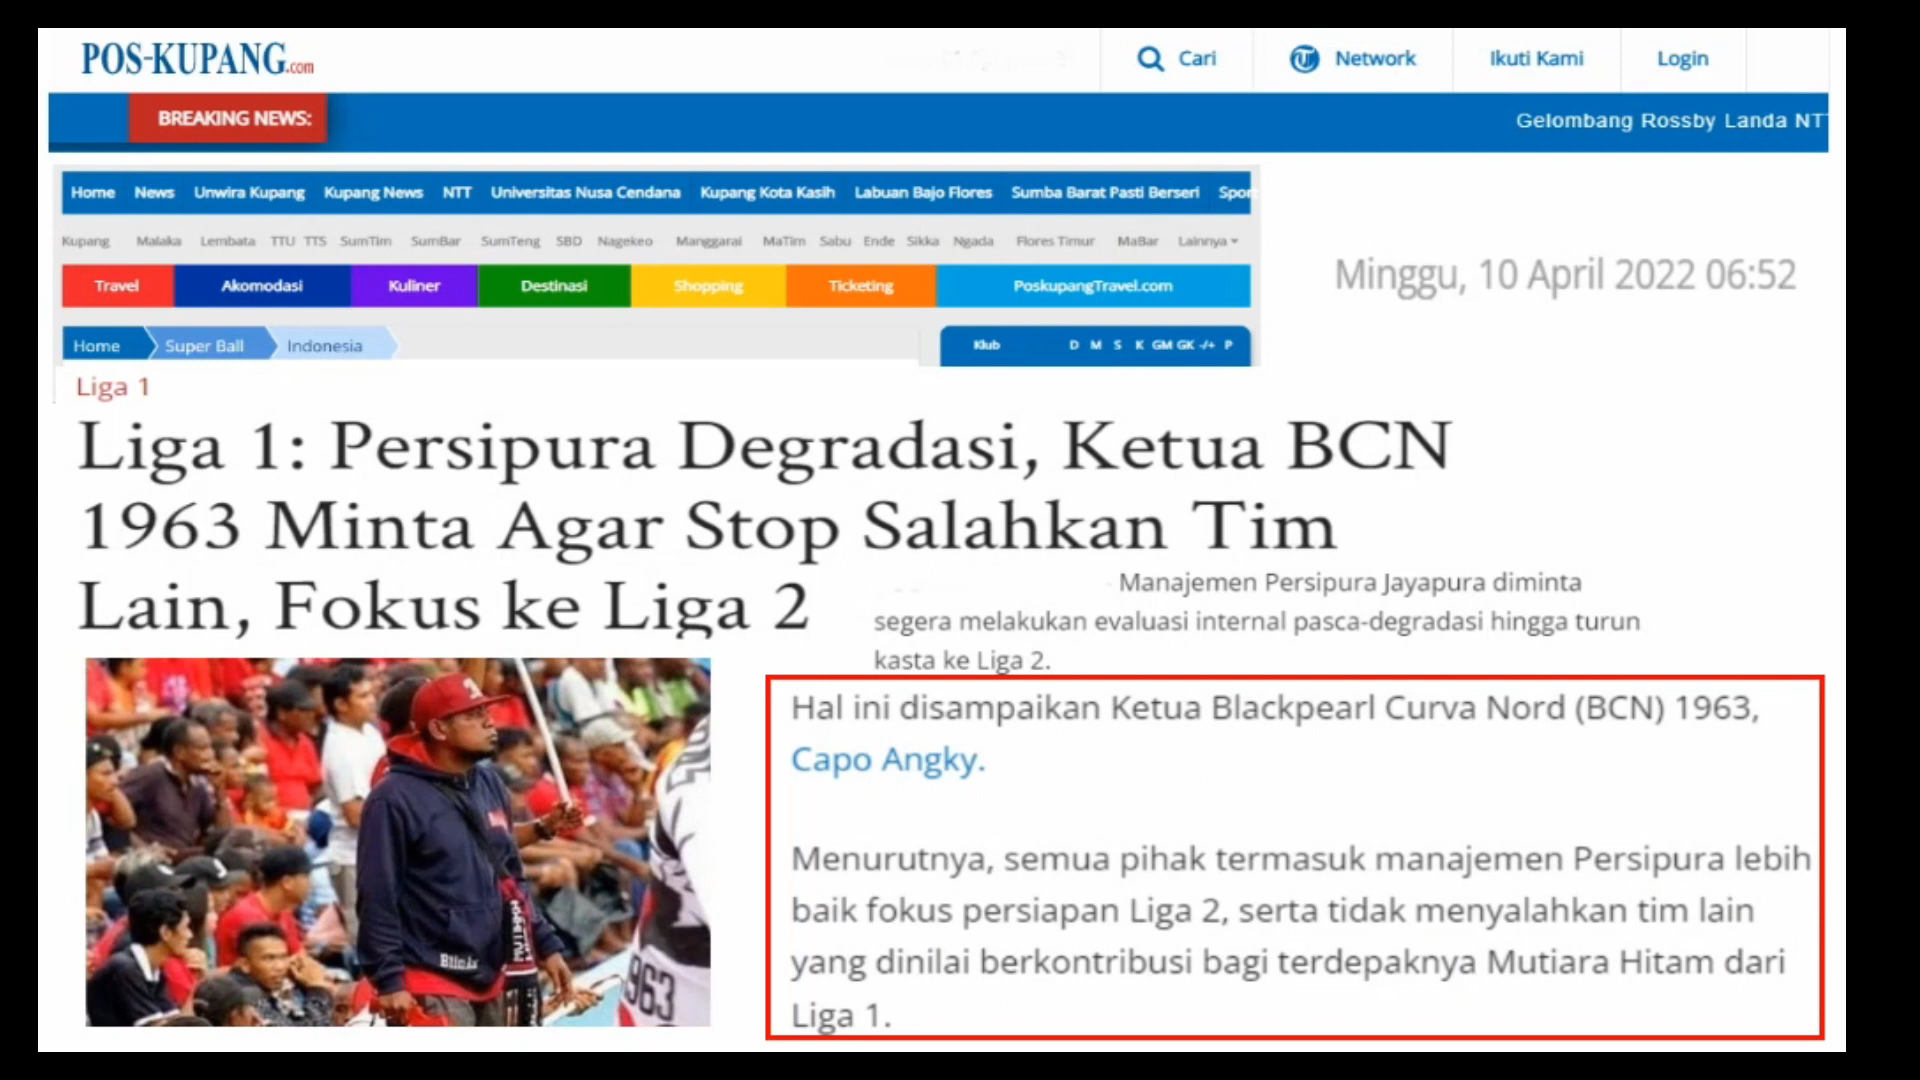 POS-KUPANG.com
Cari
Network
Ikuti Kami
Login
BREAKING NEWS:
Gelombang Rossby Landa NT
Home News Unwira Kupang Kupang News NTT Universitas Nusa Cendana Kupang Kota Kasih Labuan Bajo Flores Sumba Barat Pasti Berseri Spor
Kupang Malaka Lembata TTU TTS SumTim SumBar SumTeng SBD Nagekeo Manggarai MaTim Sabu Ende Sikka Ngada Flores Timur MaBar Lainnya
Travel Akomodasi Kuliner Destinasi Shopping Ticketing PoskupangTravel.com
Minggu, 10 April 2022 06:52
Home Super Ball Indonesia
Klub D M S K GM GK -/+ P
Liga 1
Liga 1: Persipura Degradasi, Ketua BCN
1963 Minta Agar Stop Salahkan Tim
Lain, Fokus ke Liga 2
- Manajemen Persipura Jayapura diminta
segera melakukan evaluasi internal pasca-degradasi hingga turun
kasta ke Liga 2.
Hal ini disampaikan Ketua Blackpearl Curva Nord (BCN) 1963,
Capo Angky.
Menurutnya, semua pihak termasuk manajemen Persipura lebih
baik fokus persiapan Liga 2, serta tidak menyalahkan tim lain
yang dinilai berkontribusi bagi terdepaknya Mutiara Hitam dari
Liga 1.
963